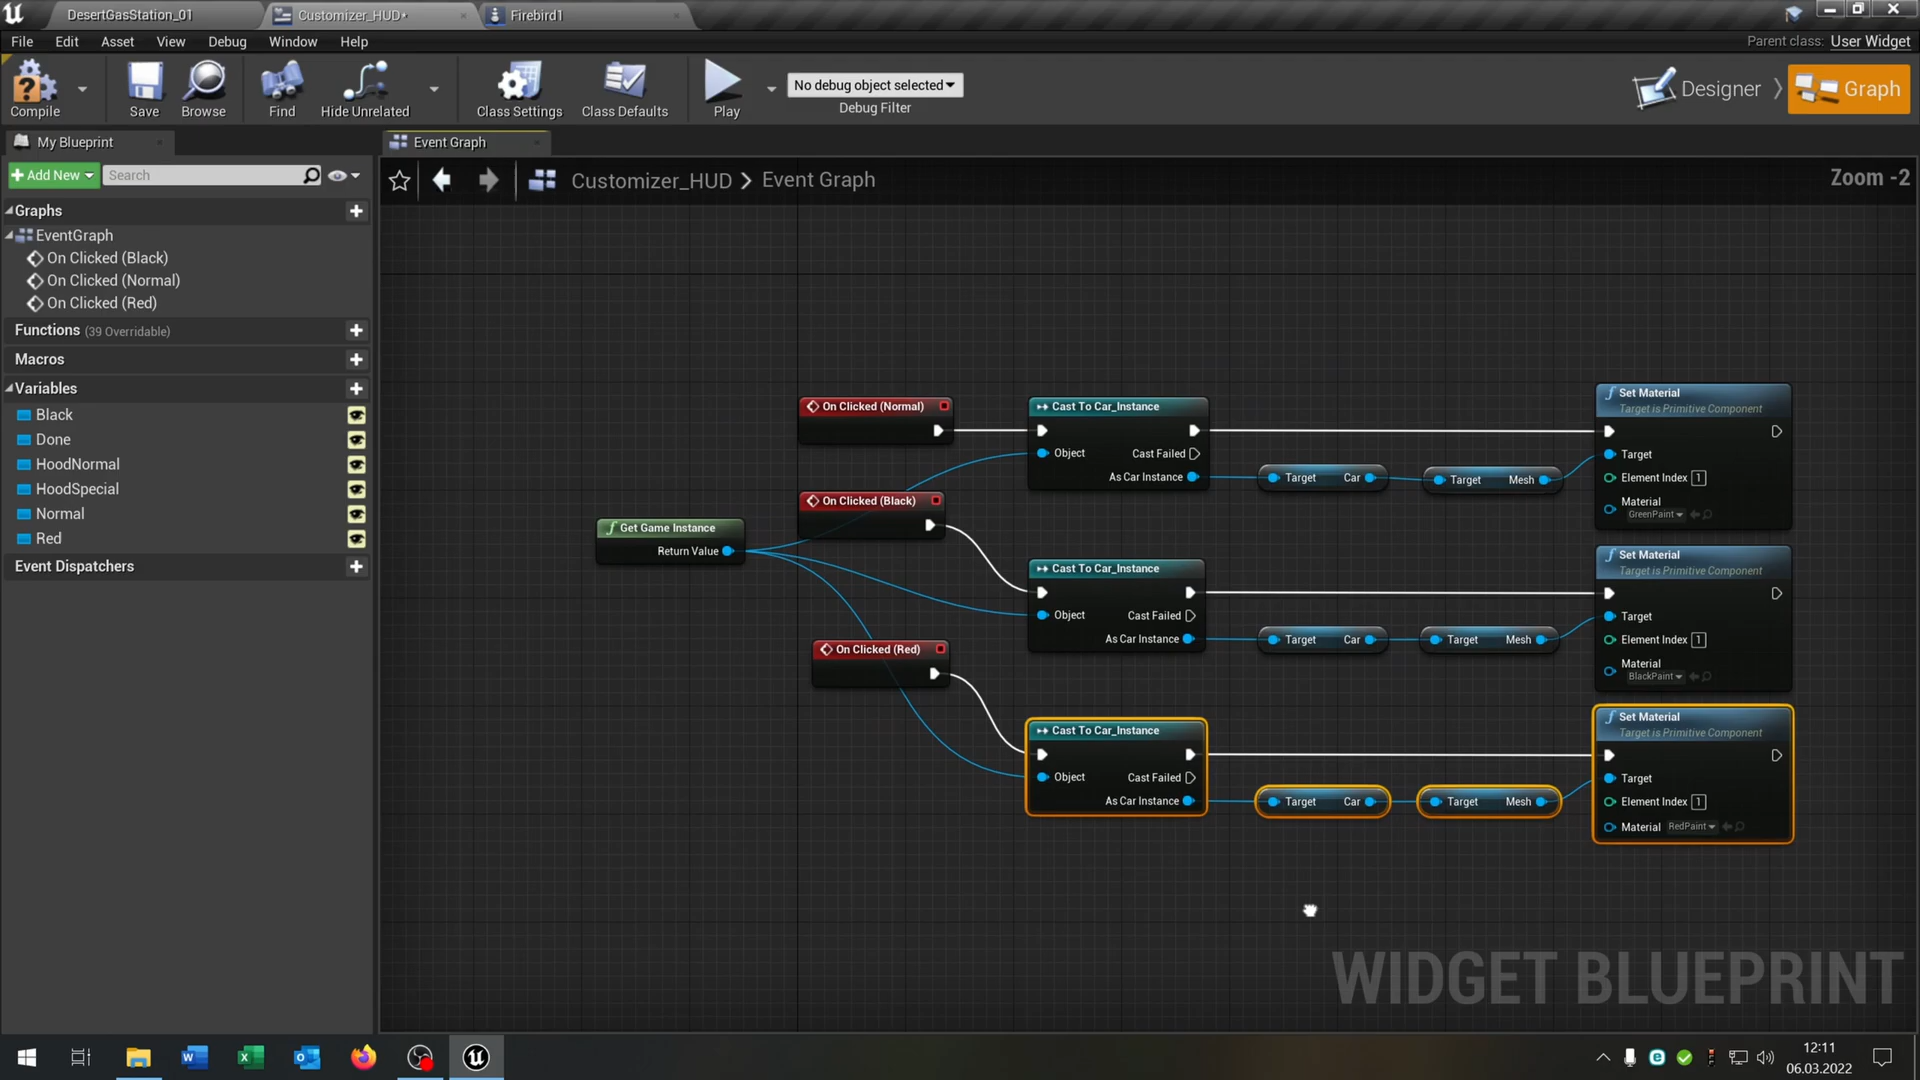 DesertGasStation_01
Customizer_HUD•
Firebird1
File Edit Asset View Debug Window Help
Parent class: User Widget
Compile
Save
Browse
Find
Hide Unrelated
Class Settings
Class Defaults
Play
No debug object selected
Debug Filter
Designer
Graph
My Blueprint
Event Graph
Add New
Search
Customizer_HUD > Event Graph
Zoom -2
Graphs
EventGraph
On Clicked (Black)
On Clicked (Normal)
On Clicked (Red)
Functions (39 Overridable)
Macros
Variables
Black
Done
HoodNormal
HoodSpecial
Normal
Red
Event Dispatchers
On Clicked (Normal)
Cast To Car_Instance
Object
Cast Failed
As Car Instance
Target Car
Target Mesh
Set Material
Target is Primitive Component
Target
Element Index 1
Material
GreenPaint
On Clicked (Black)
Get Game Instance
Return Value
Cast To Car_Instance
Object
Cast Failed
As Car Instance
Target Car
Target Mesh
Set Material
Target is Primitive Component
Target
Element Index 1
Material
BlackPaint
On Clicked (Red)
Cast To Car_Instance
Object
Cast Failed
As Car Instance
Target Car
Target Mesh
Set Material
Target is Primitive Component
Target
Element Index 1
Material RedPaint
WIDGET BLUEPRINT
12:11
06.03.2022